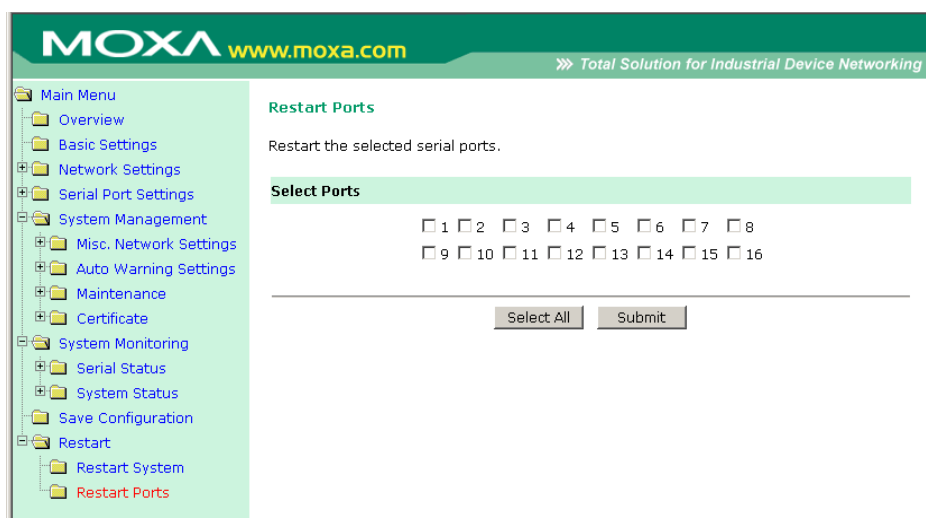 MOXA www.moxa.com
Total Solution for Industrial Device Networking
Main Menu
Overview
Basic Settings
Network Settings
Serial Port Settings
System Management
Misc. Network Settings
Auto Warning Settings
Maintenance
Certificate
System Monitoring
Serial Status
System Status
Save Configuration
Restart
Restart System
Restart Ports
Restart Ports
Restart the selected serial ports.
Select Ports
1 2 3 4 5 6 7 8
9 10 11 12 13 14 15 16
Select All Submit